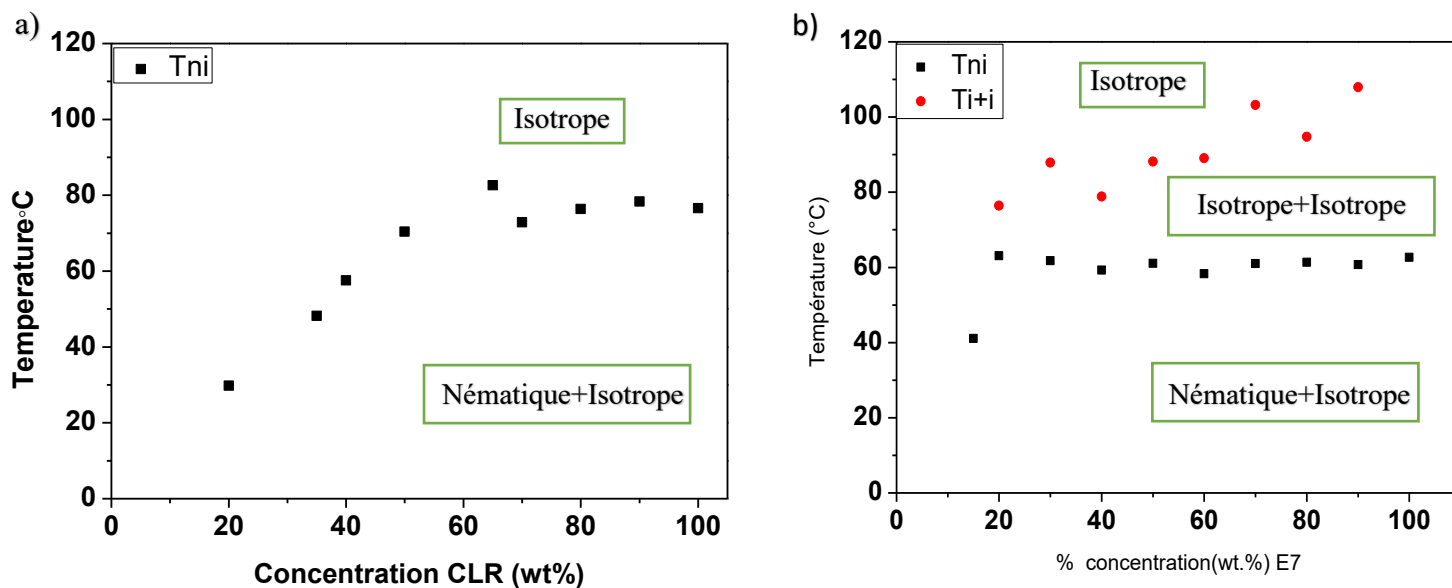 a)
120
100
80
60
40
20
0
Temperature°C
Tni
Isotrope
Nématique+Isotrope
0 20 40 60 80 100
Concentration CLR (wt%)
b)
120
100
80
60
40
20
0
Température (°C)
Tni
Ti+i
Isotrope
Isotrope+Isotrope
Nématique+Isotrope
0 20 40 60 80 100
% concentration(wt.%) E7